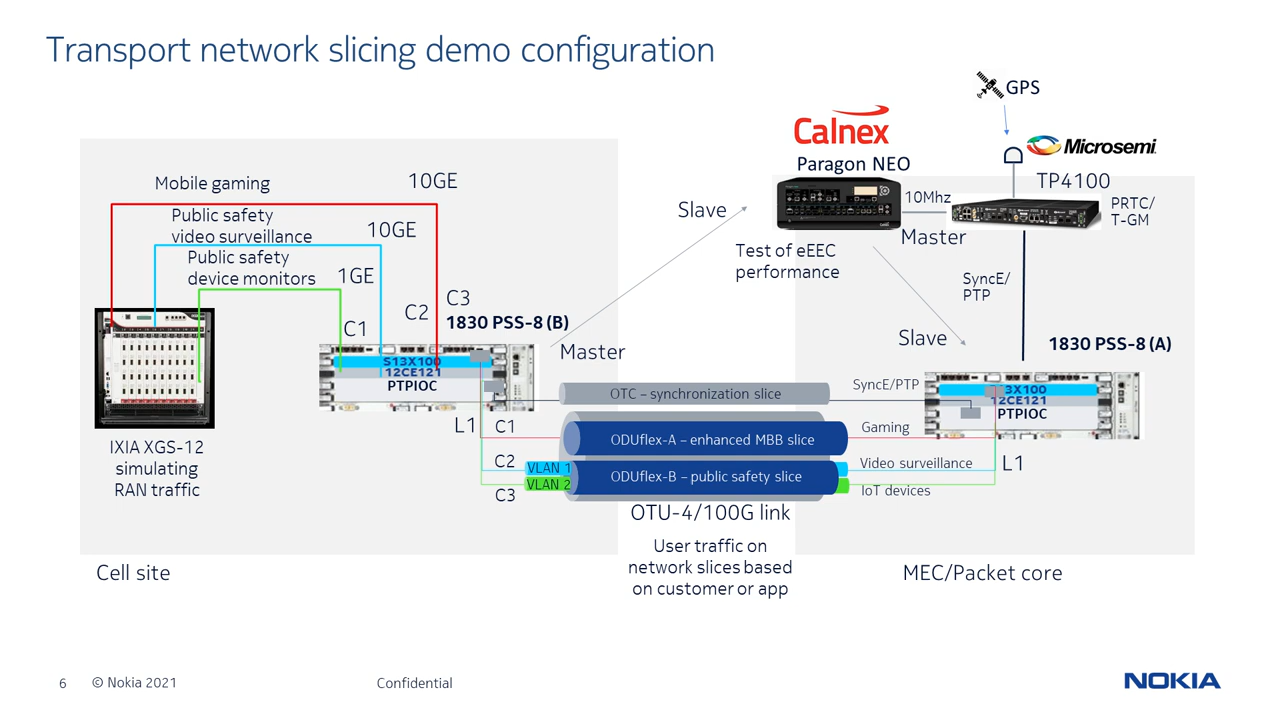 Transport network slicing demo configuration
GPS
Calnex
Paragon NEO
Microsemi.
TP4100
PRTC/
T-GM
10Mhz
Master
Slave
Test of eEEC
performance
SyncE/
PTP
Slave
1830 PSS-8 (A)
Mobile gaming
10GE
Public safety
video surveillance
10GE
Public safety
device monitors
1GE
C1
C2
C3
1830 PSS-8 (B)
Master
S13X100
12CE121
PTPIOC
IXIA XGS-12
simulating
RAN traffic
L1
C1
C2
C3
VLAN 1
VLAN 2
OTC – synchronization slice
ODUflex-A – enhanced MBB slice
ODUflex-B – public safety slice
OTU-4/100G link
User traffic on
network slices based
on customer or app
SyncE/PTP
Gaming
Video surveillance
IoT devices
3X100
12CE121
PTPIOC
L1
Cell site
MEC/Packet core
6
© Nokia 2021
Confidential
NOKIA